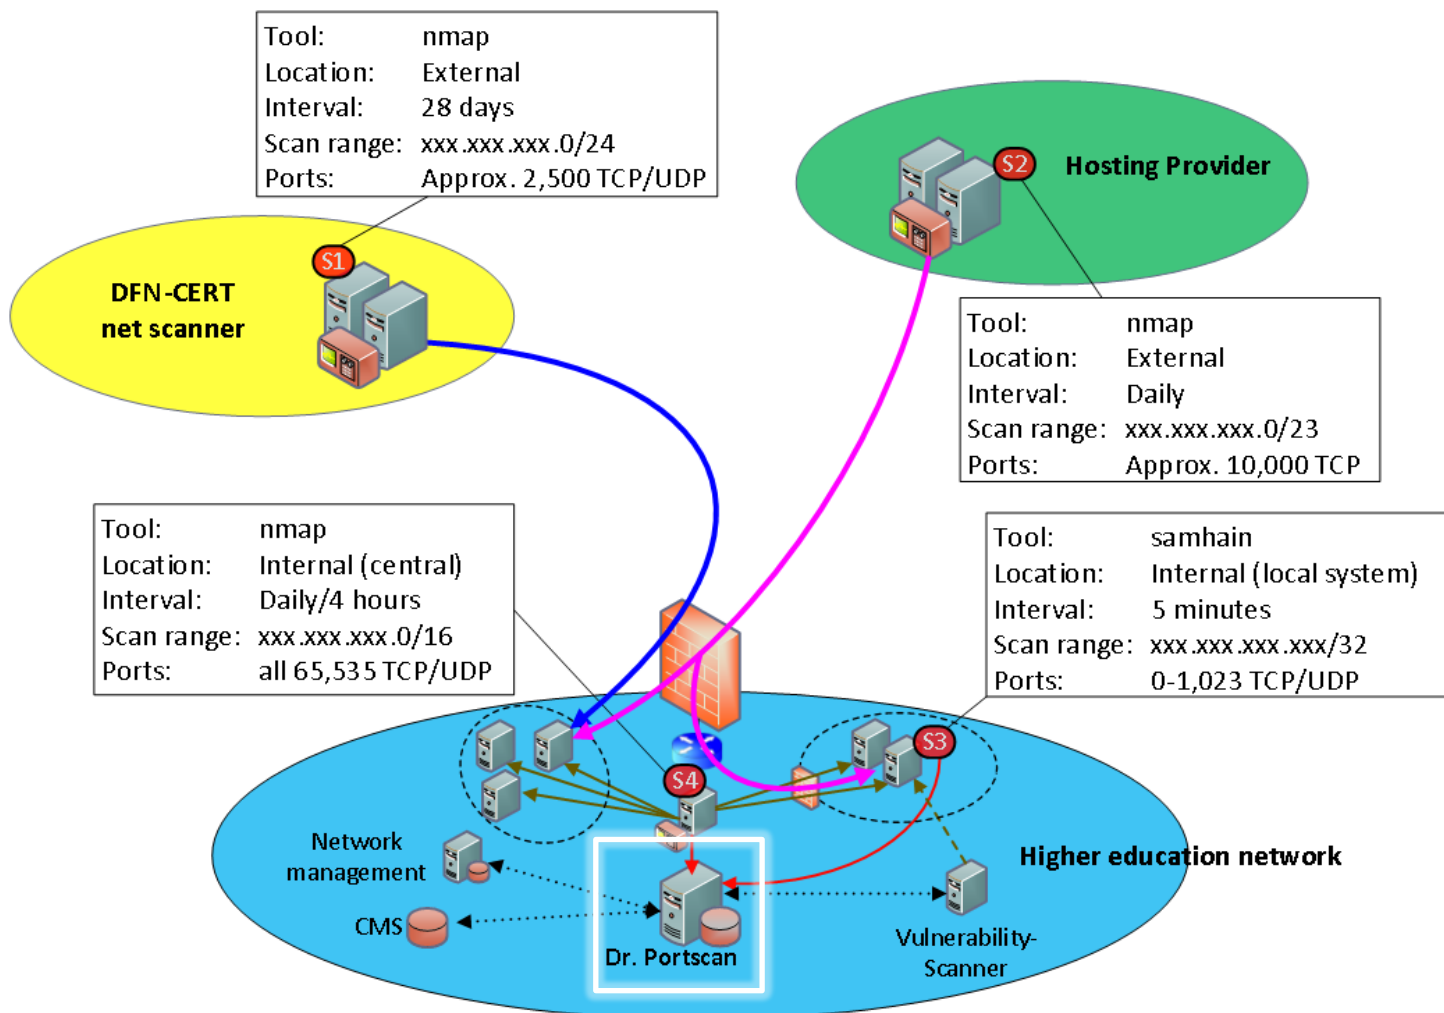 Tool: nmap
Location: External
Interval: 28 days
Scan range: xxx.xxx.xxx.0/24
Ports: Approx. 2,500 TCP/UDP
S1
DFN-CERT
net scanner
S2
Hosting Provider
Tool: nmap
Location: External
Interval: Daily
Scan range: xxx.xxx.xxx.0/23
Ports: Approx. 10,000 TCP
Tool: nmap
Location: Internal (central)
Interval: Daily/4 hours
Scan range: xxx.xxx.xxx.0/16
Ports: all 65,535 TCP/UDP
Tool: samhain
Location: Internal (local system)
Interval: 5 minutes
Scan range: xxx.xxx.xxx.xxx/32
Ports: 0-1,023 TCP/UDP
S3
S4
Network
management
Higher education network
CMS
Dr. Portscan
Vulnerability-
Scanner